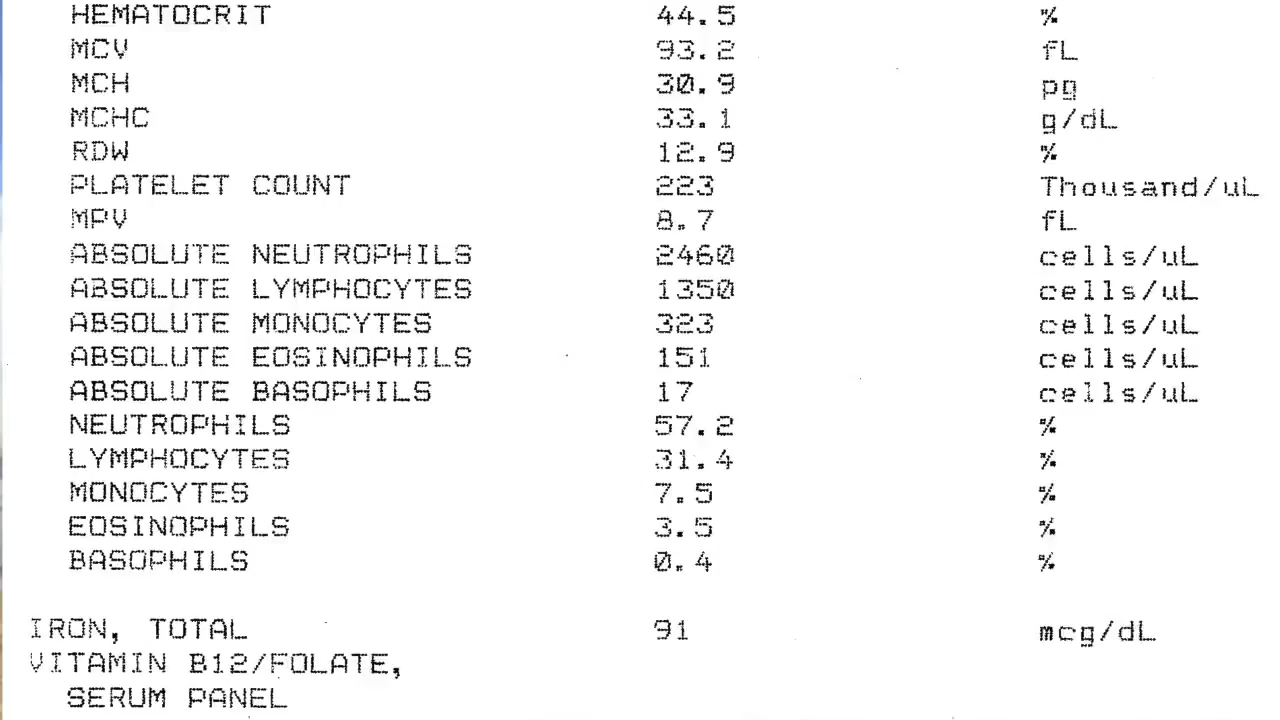 HEMATOCRIT 44.5 %
MCV 93.2 fL
MCH 30.9 pg
MCHC 33.1 g/dL
RDW 12.9 %
PLATELET COUNT 223 Thousand/uL
MPV 8.7 fL
ABSOLUTE NEUTROPHILS 2460 cells/uL
ABSOLUTE LYMPHOCYTES 1350 cells/uL
ABSOLUTE MONOCYTES 323 cells/uL
ABSOLUTE EOSINOPHILS 151 cells/uL
ABSOLUTE BASOPHILS 17 cells/uL
NEUTROPHILS 57.2 %
LYMPHOCYTES 31.4 %
MONOCYTES 7.5 %
EOSINOPHILS 3.5 %
BASOPHILS 0.4 %
IRON, TOTAL 91 mcg/dL
VITAMIN B12/FOLATE,
SERUM PANEL